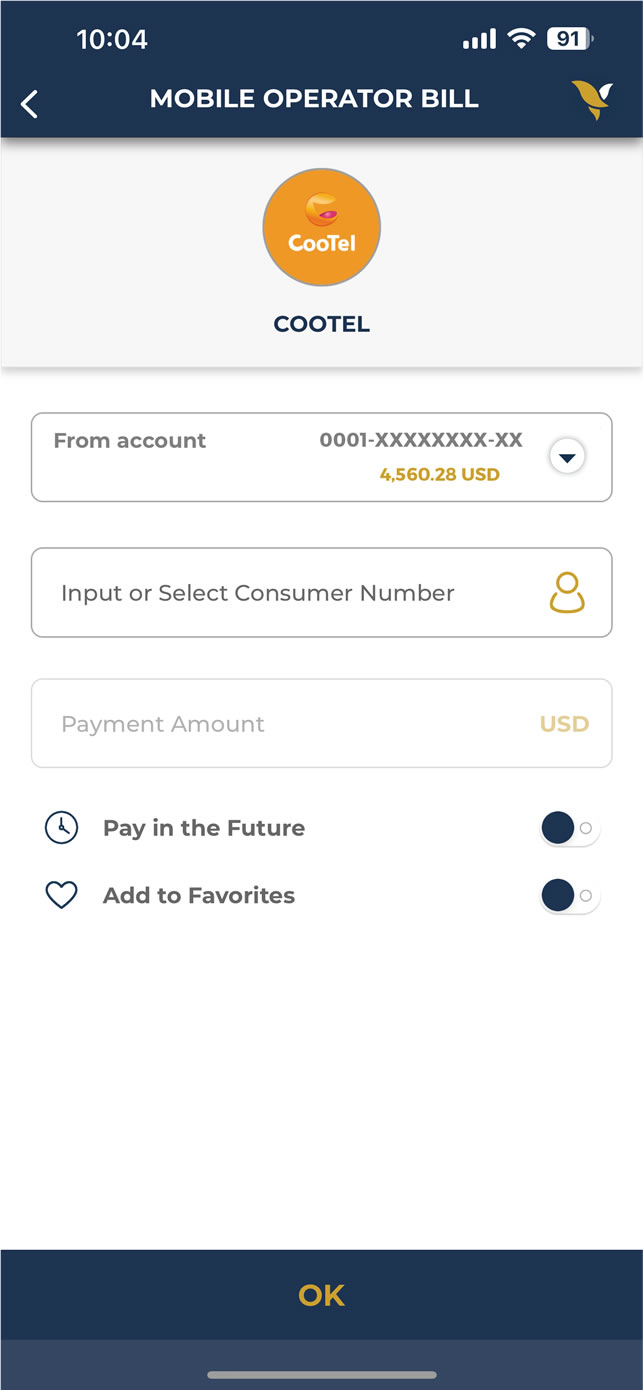 10:04
91
MOBILE OPERATOR BILL
CooTel
COOTEL
From account
0001-XXXXXXXX-XX
4,560.28 USD
Input or Select Consumer Number
Payment Amount
USD
Pay in the Future
Add to Favorites
OK